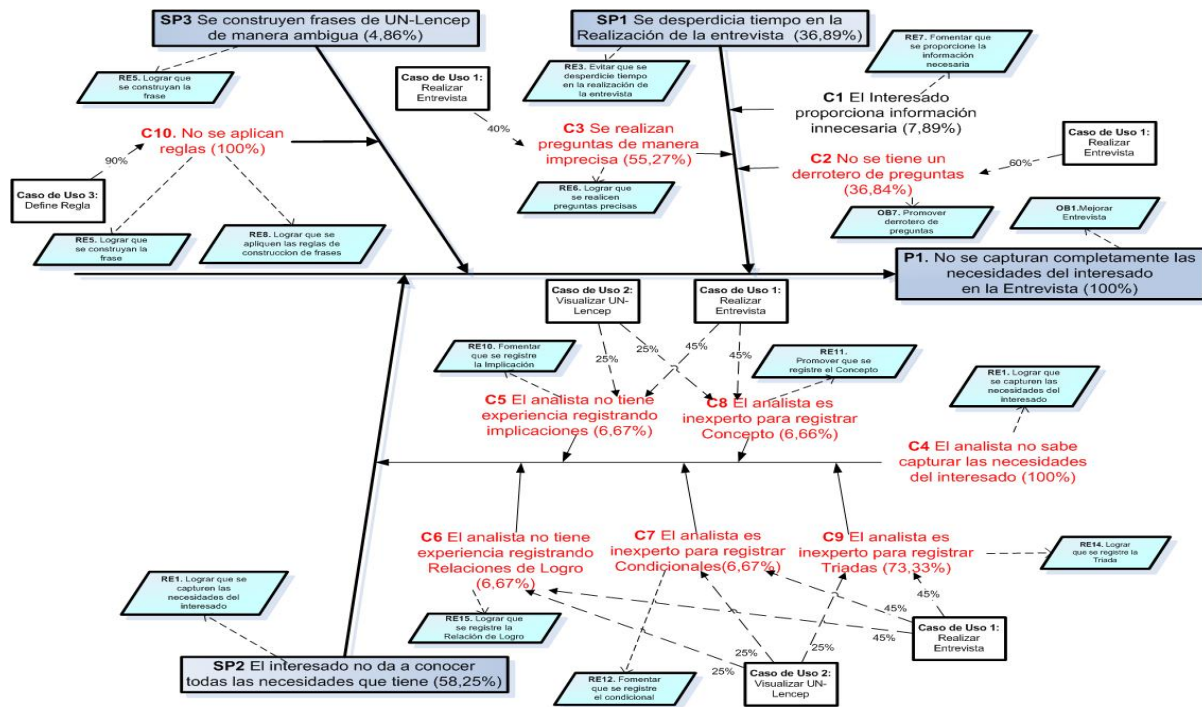 SP3 Se construyen frases de UN-Lencep
de manera ambigua (4,86%)
SP1 Se desperdicia tiempo en la
Realización de la entrevista (36,89%)
RE5. Lograr que
se construyan la
frase
Caso de Uso 1:
Realizar
Entrevista
RE3. Evitar que se
desperdicie tiempo
en la realización de
la entrevista
RE7. Fomentar que
se proporcione la
información
necesaria
C1 El Interesado
proporciona información
innecesaria (7,89%)
40%
C10. No se aplican
reglas (100%)
90%
C3 Se realizan
preguntas de manera
imprecisa (55,27%)
Caso de Uso 1:
Realizar
Entrevista
60%
C2 No se tiene un
derrotero de preguntas
(36,84%)
Caso de Uso 3:
Define Regla
RE6. Lograr que
se realicen
preguntas precisas
OB7. Promover
derrotero de
preguntas
OB1.Mejorar
Entrevista
RE5. Lograr que
se construyan la
frase
RE8. Lograr que se
apliquen las reglas de
construccion de frases
P1. No se capturan completamente las
necesidades del interesado
en la Entrevista (100%)
Caso de Uso 2:
Visualizar UN-
Lencep
Caso de Uso 1:
Realizar
Entrevista
25%
25%
45%
45%
RE10. Fomentar
que se registre
la Implicación
RE11.
Promover que se
registre el Concepto
RE1. Lograr que
se capturen las
necesidades del
interesado
C5 El analista no tiene
experiencia registrando
implicaciones (6,67%)
C8 El analista es
inexperto para registrar
Concepto (6,66%)
C4 El analista no sabe
capturar las necesidades
del interesado (100%)
C6 El analista no tiene
experiencia registrando
Relaciones de Logro
(6,67%)
C7 El analista es
inexperto para registrar
Condicionales(6,67%)
C9 El analista es
inexperto para registrar
Triadas (73,33%)
RE14. Lograr
que se registre la
Triada
RE1. Lograr que se
capturen las
necesidades del
interesado
RE15. Lograr que
se registre la
Relación de Logro
45%
45%
45%
Caso de Uso 1:
Realizar
Entrevista
25%
25%
25%
SP2 El interesado no da a conocer
todas las necesidades que tiene (58,25%)
RE12. Fomentar
que se registre
el condicional
Caso de Uso 2:
Visualizar UN-
Lencep